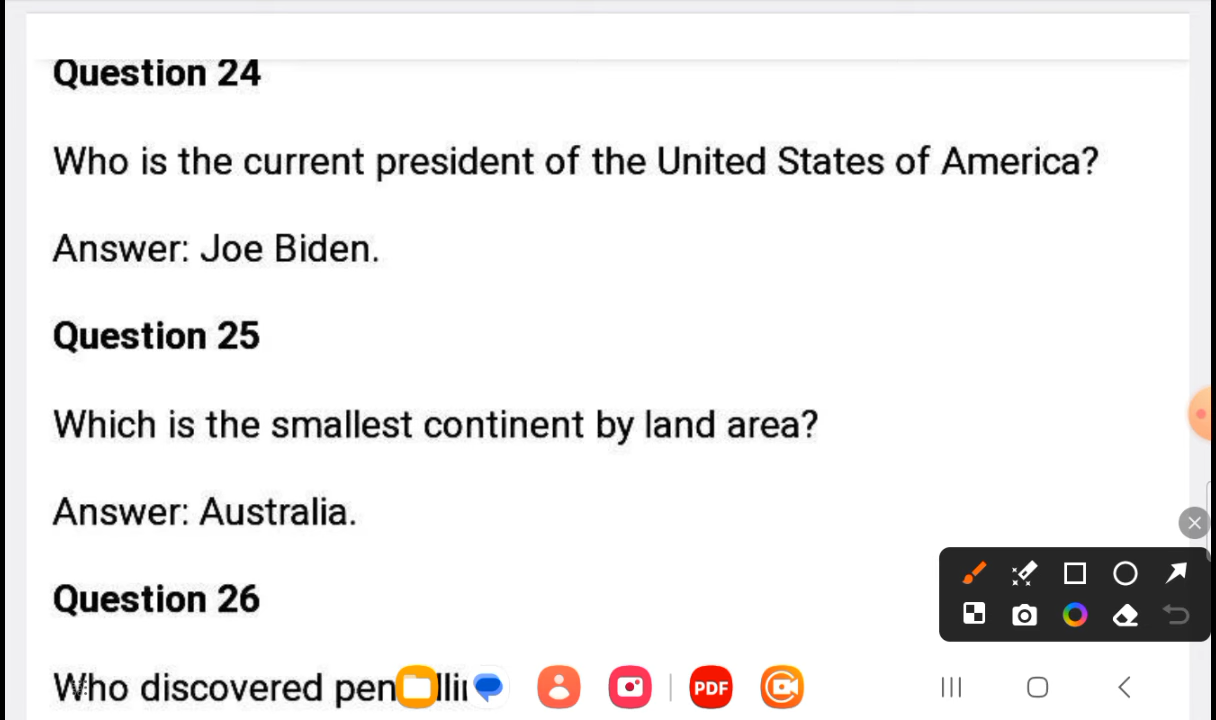 Question 24
Who is the current president of the United States of America?
Answer: Joe Biden.
Question 25
Which is the smallest continent by land area?
Answer: Australia.
Question 26
Who discovered
PDF